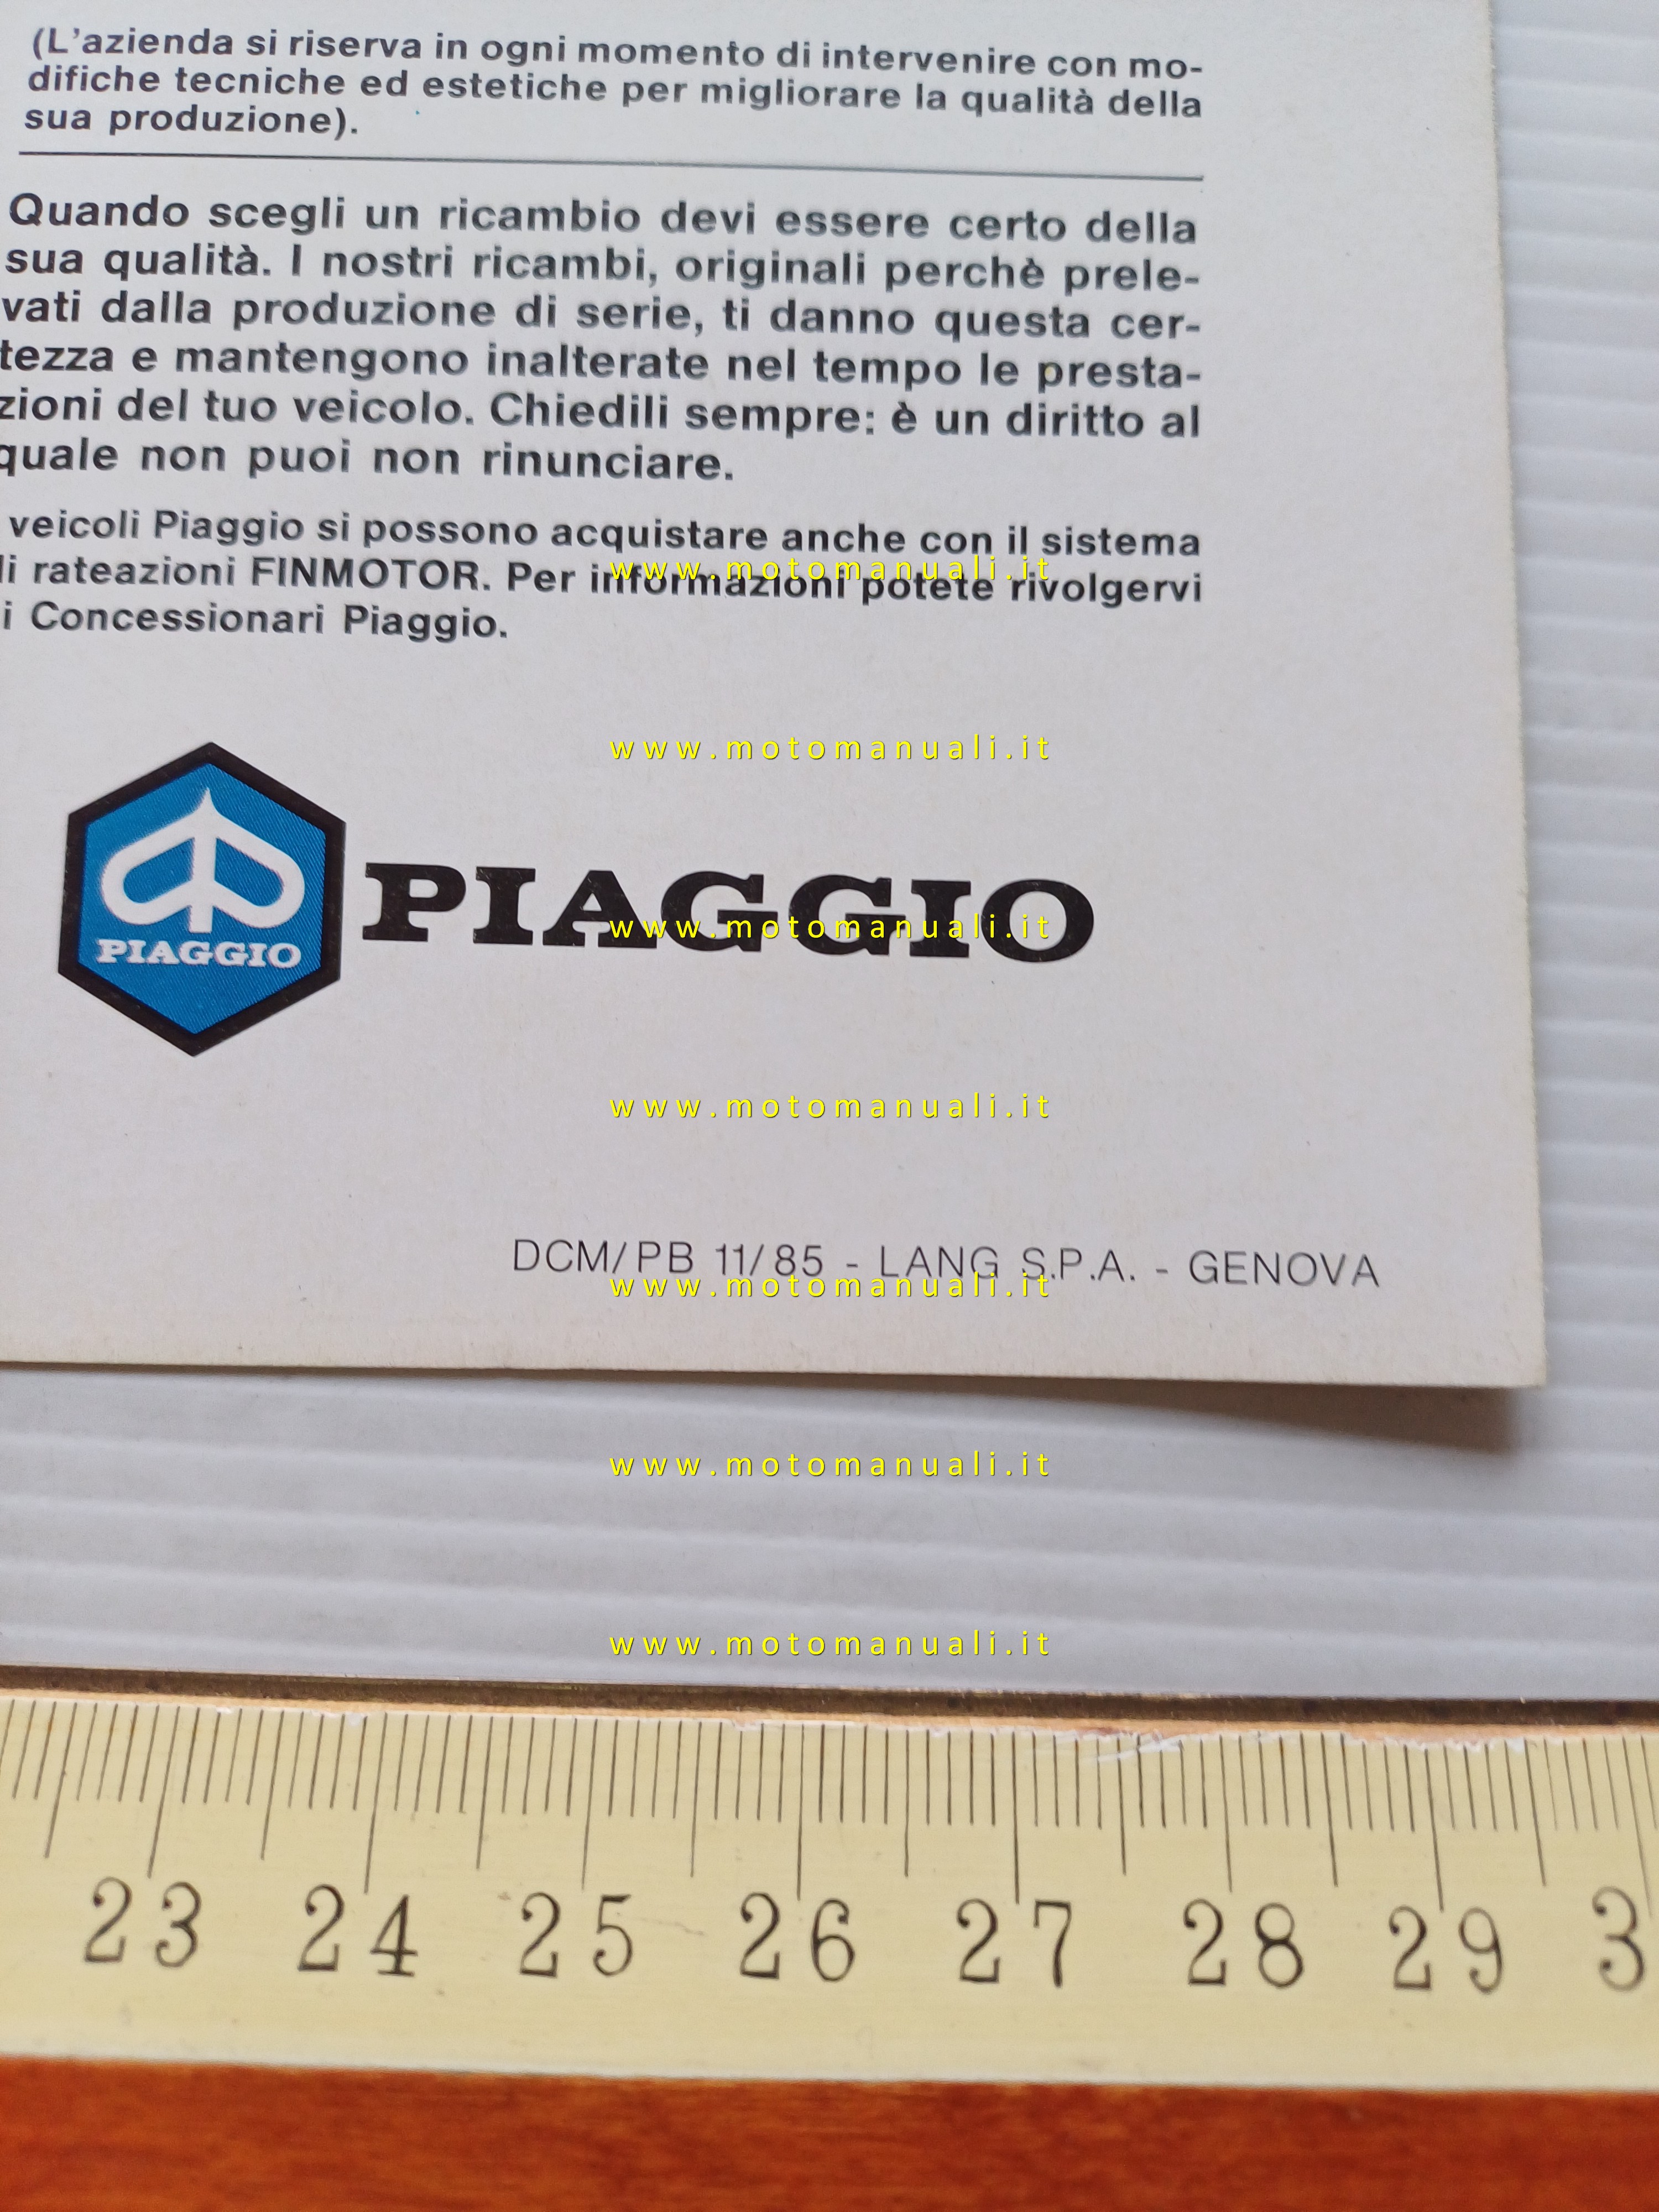 (L'azienda si riserva in ogni momento di intervenire con mo-
difiche tecniche ed estetiche per migliorare la qualità della
sua produzione).
Quando scegli un ricambio devi essere certo della
sua qualità. I nostri ricambi, originali perchè prele-
vati dalla produzione di serie, ti danno questa cer-
tezza e mantengono inalterate nel tempo le presta-
zioni del tuo veicolo. Chiedili sempre: è un diritto al
quale non puoi non rinunciare.
veicoli Piaggio si possono acquistare anche con il sistema
li rateazioni FINMOTOR. Per informazioni potete rivolgervi
i Concessionari Piaggio.
www.motomanuali.it
www.motomanuali.it
PIAGGIO
PIAGGIO
www.motomanuali.it
www.motomanuali.it
DCM/PB 11/85 - LANG S.P.A. - GENOVA
www.motomanuali.it
www.motomanuali.it
www.motomanuali.it
23 24 25 26 27 28 29 3